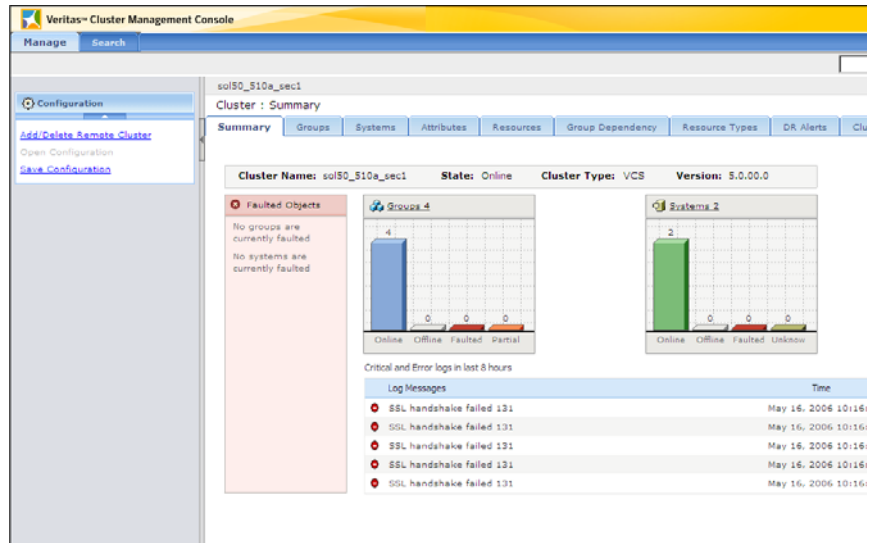 Veritas™ Cluster Management Console
Manage Search
sol50_510a_sec1
Configuration
Cluster : Summary
Add/Delete Remote Cluster
Open Configuration
Save Configuration
Summary Groups Systems Attributes Resources Group Dependency Resource Types DR Alerts Clu
Cluster Name: sol50_510a_sec1 State: Online Cluster Type: VCS Version: 5.0.00.0
Faulted Objects
No groups are
currently faulted
No systems are
currently faulted
Groups 4
4
0 0 0
Online Offline Faulted Partial
Systems 2
2
0 0 0
Online Offline Faulted Unknow
Critical and Error logs in last 8 hours
Log Messages Time
SSL handshake failed 131 May 16, 2006 10:16:
SSL handshake failed 131 May 16, 2006 10:16:
SSL handshake failed 131 May 16, 2006 10:16:
SSL handshake failed 131 May 16, 2006 10:16:
SSL handshake failed 131 May 16, 2006 10:16: